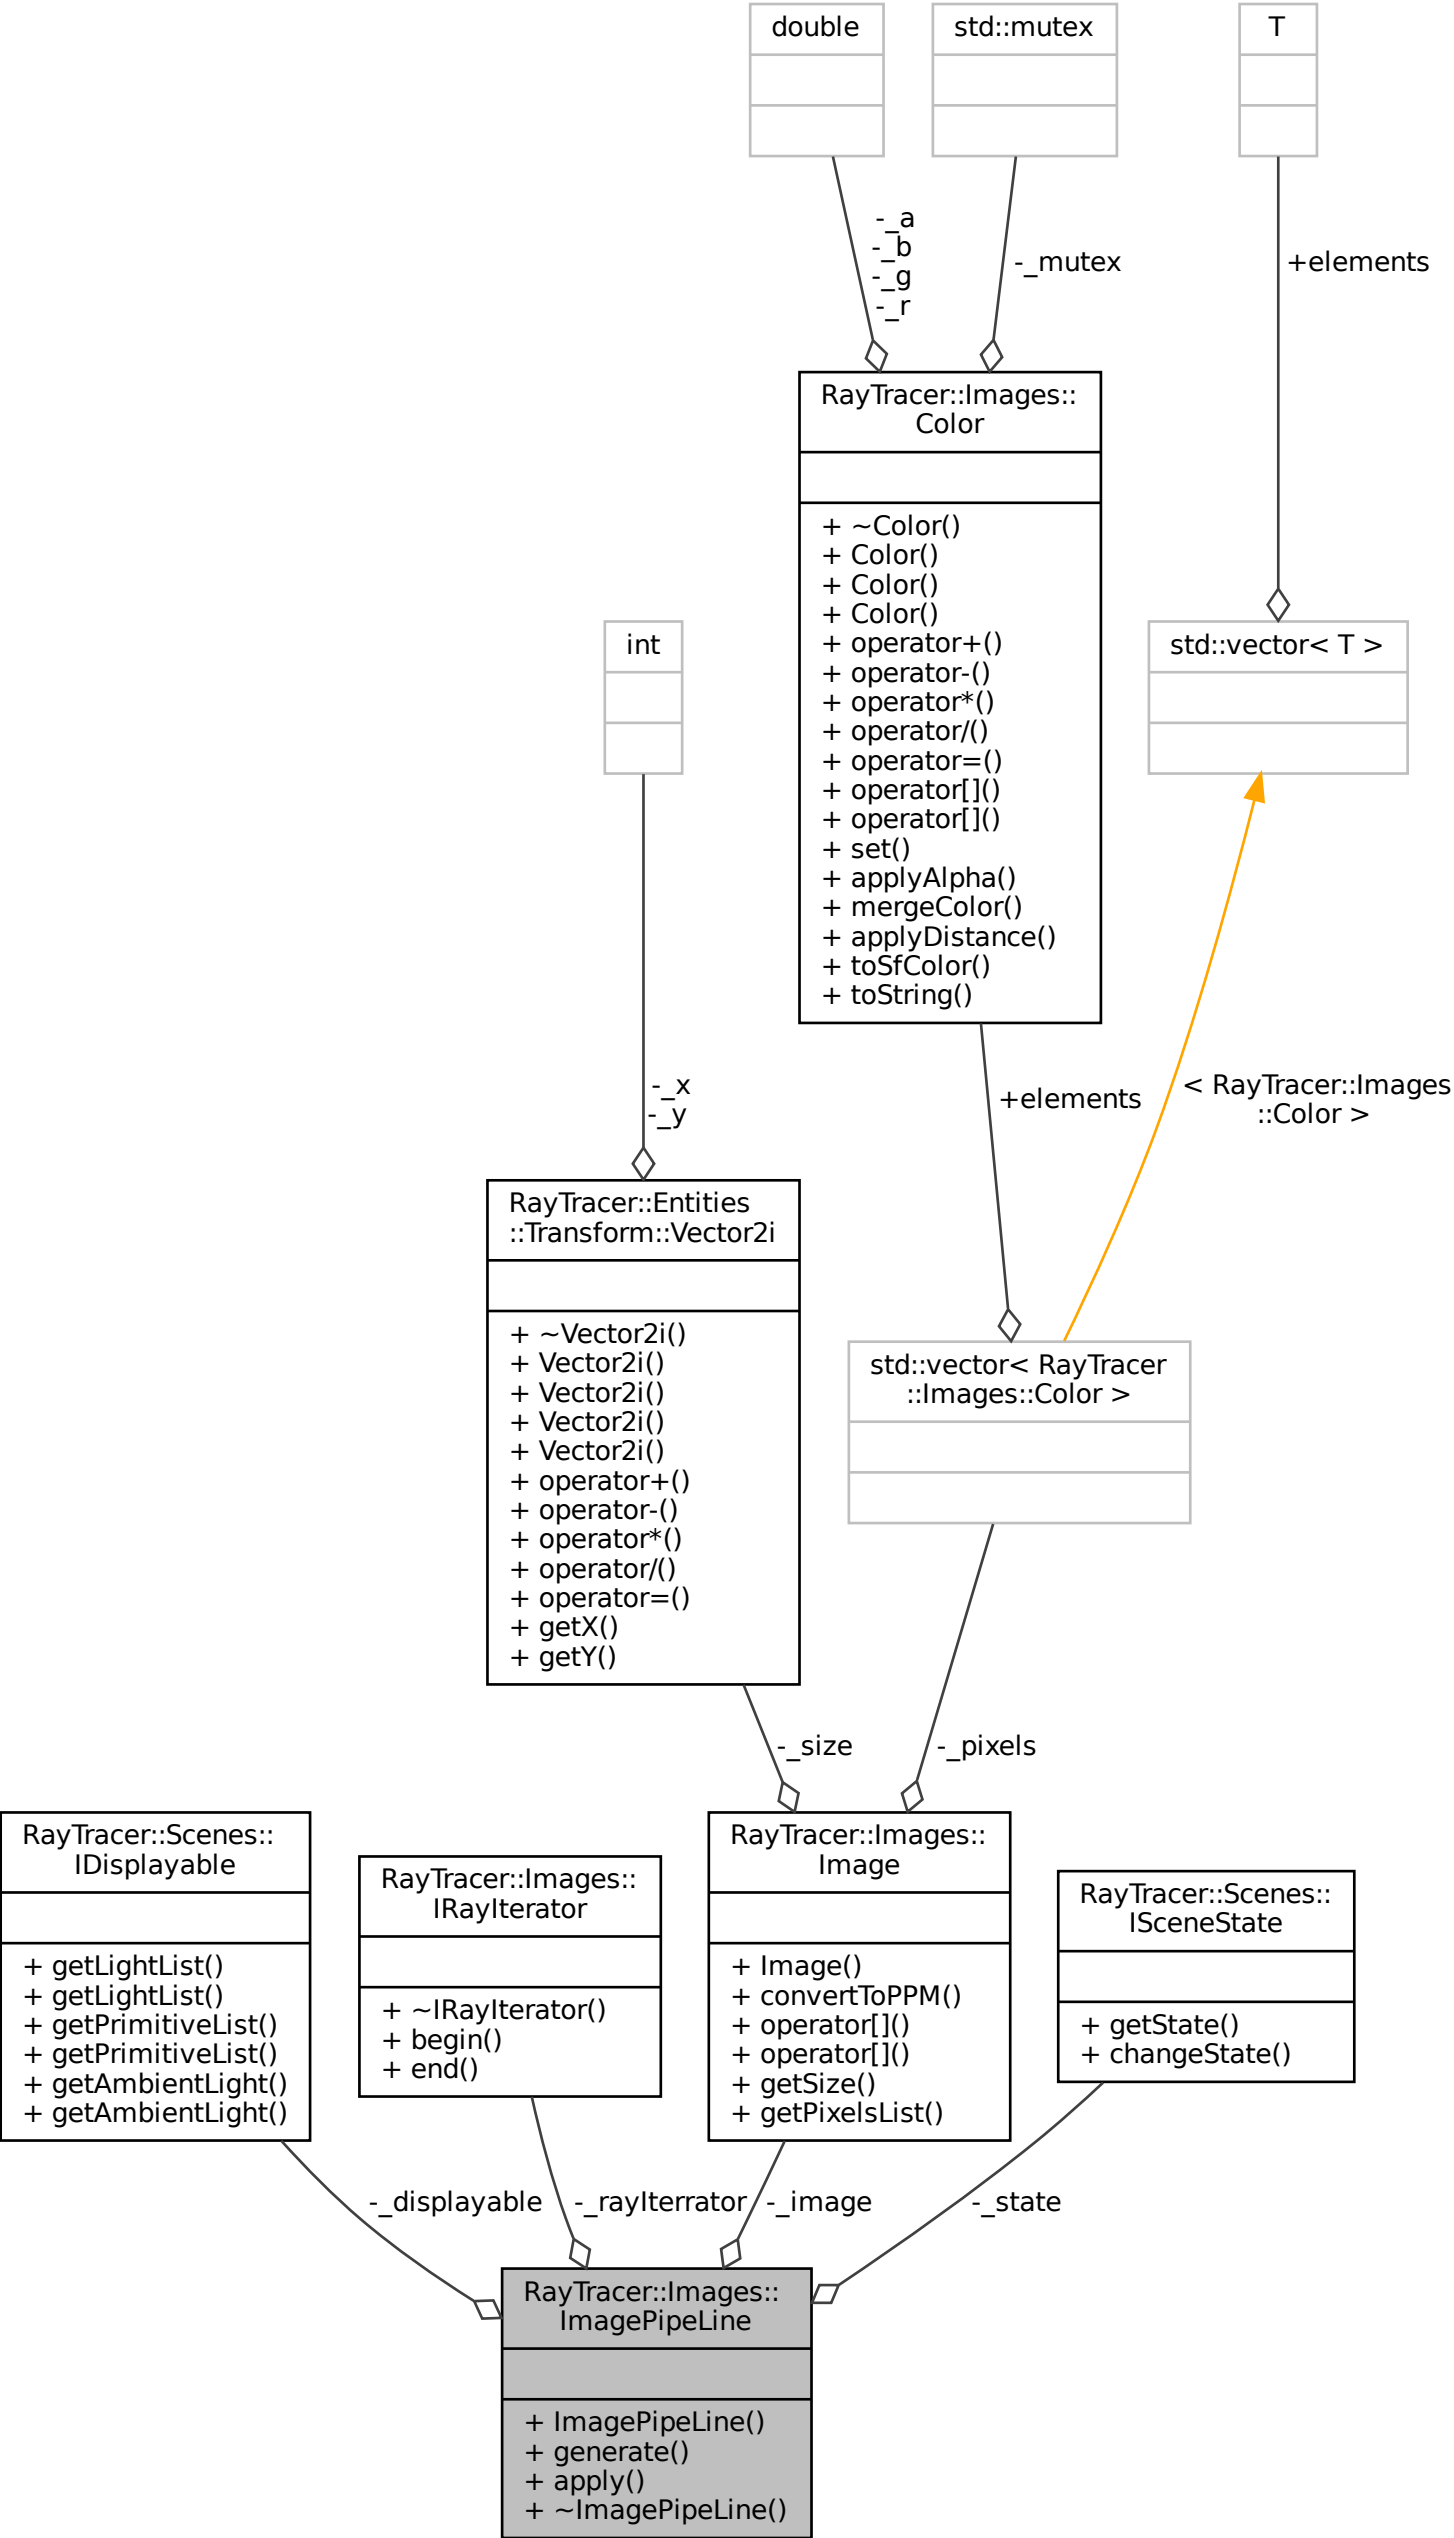 double
std::mutex
T
-_a
-_b
-_g
-_r
-_mutex
+elements
RayTracer::Images::
Color
+ ~Color()
+ Color()
+ Color()
+ Color()
+ operator+()
+ operator-()
+ operator*()
+ operator/()
+ operator=()
+ operator[]()
+ operator[]()
+ set()
+ applyAlpha()
+ mergeColor()
+ applyDistance()
+ toSfColor()
+ toString()
int
std::vector< T >
-_x
-_y
+elements
< RayTracer::Images
::Color >
RayTracer::Entities
::Transform::Vector2i
+ ~Vector2i()
+ Vector2i()
+ Vector2i()
+ Vector2i()
+ Vector2i()
+ operator+()
+ operator-()
+ operator*()
+ operator/()
+ operator=()
+ getX()
+ getY()
std::vector< RayTracer
::Images::Color >
-_size
-_pixels
RayTracer::Scenes::
IDisplayable
+ getLightList()
+ getLightList()
+ getPrimitiveList()
+ getPrimitiveList()
+ getAmbientLight()
+ getAmbientLight()
RayTracer::Images::
IRayIterator
+ ~IRayIterator()
+ begin()
+ end()
RayTracer::Images::
Image
+ Image()
+ convertToPPM()
+ operator[]()
+ operator[]()
+ getSize()
+ getPixelsList()
RayTracer::Scenes::
ISceneState
+ getState()
+ changeState()
-_displayable
-_rayIterrator
-_image
-_state
RayTracer::Images::
ImagePipeLine
+ ImagePipeLine()
+ generate()
+ apply()
+ ~ImagePipeLine()